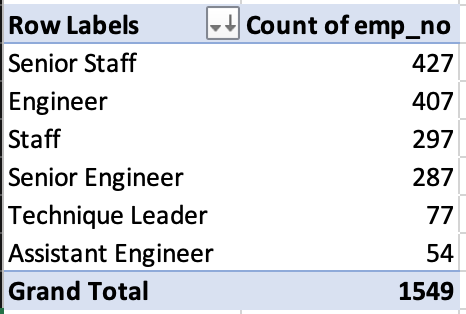 Row Labels Count of emp_no
Senior Staff 427
Engineer 407
Staff 297
Senior Engineer 287
Technique Leader 77
Assistant Engineer 54
Grand Total 1549